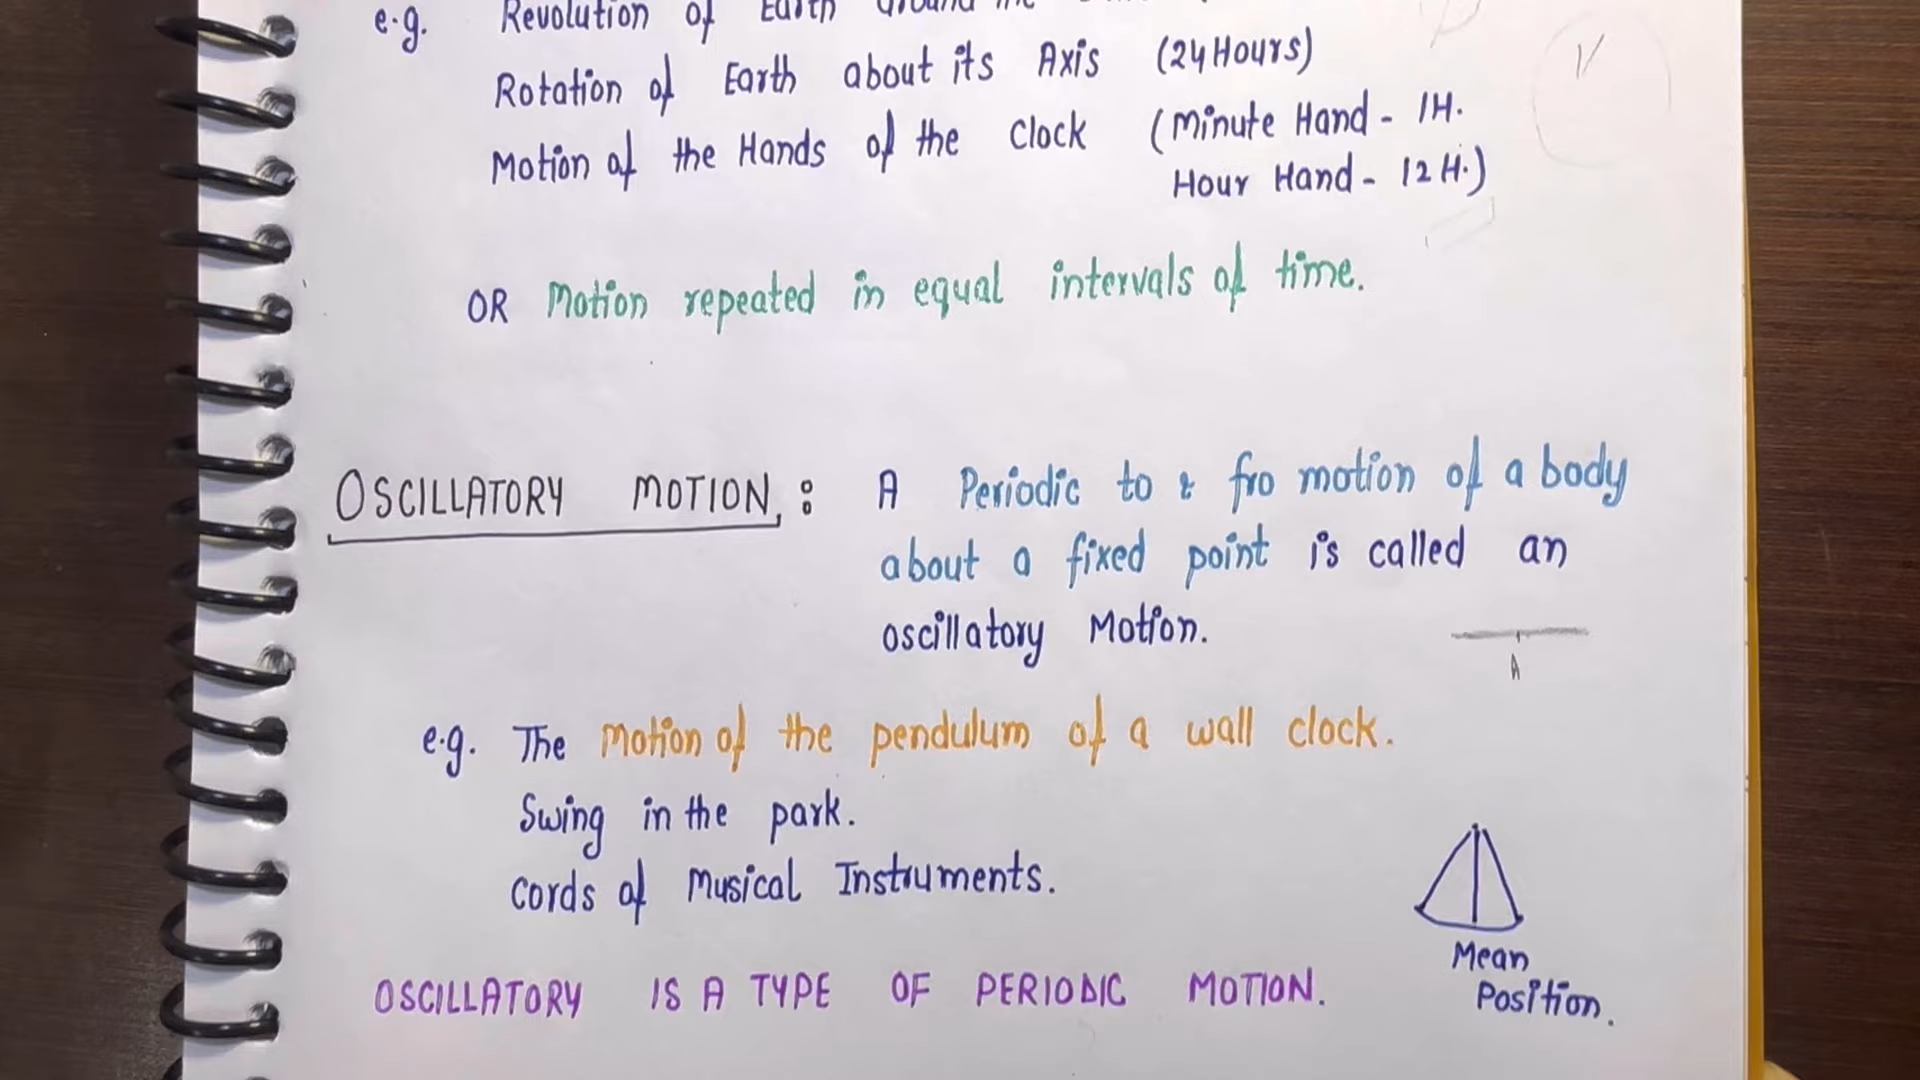 e.g. Revolution of Earth around the
Rotation of Earth about its Axis (24 Hours)
Motion of the Hands of the Clock (Minute Hand - 1H.
Hour Hand - 12 H.)
OR Motion repeated in equal intervals of time.
OSCILLATORY MOTION : A Periodic to & fro motion of a body
about a fixed point is called an
oscillatory Motion.
A
e.g. The Motion of the pendulum of a wall clock.
Swing in the park.
Cords of Musical Instruments.
Mean
Position.
OSCILLATORY IS A TYPE OF PERIODIC MOTION.